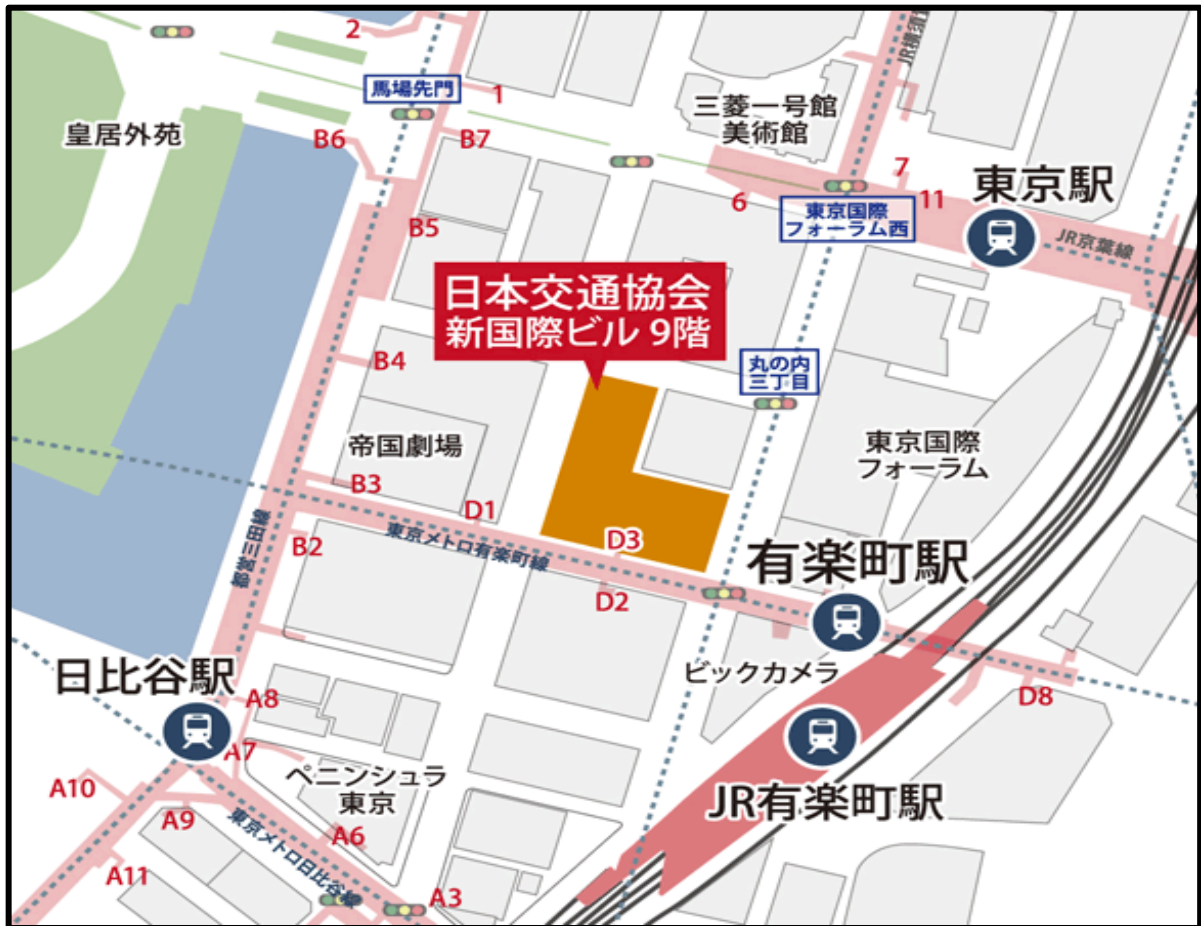 2
馬場先門
1
B6
B7
皇居外苑
三菱一号館
美術館
7
6
11
東京駅
東京国際
フォーラム西
JR京葉線
B5
日本交通協会
新国際ビル 9階
B4
丸の内
三丁目
帝国劇場
東京国際
フォーラム
B3
D1
東京メトロ有楽町線
D3
都営三田線
B2
D2
有楽町駅
ビックカメラ
日比谷駅
A8
D8
A7
ペニンシュラ
東京
JR有楽町駅
A10
A9
東京メトロ日比谷線
A6
A11
A3